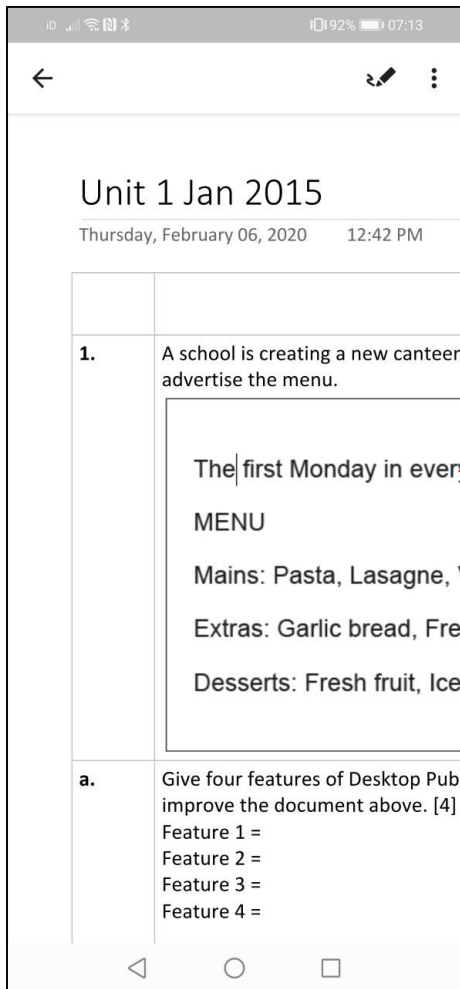 iD 92% 07:13
Unit 1 Jan 2015
Thursday, February 06, 2020 12:42 PM
1. A school is creating a new canteen
advertise the menu.
The first Monday in every
MENU
Mains: Pasta, Lasagne,
Extras: Garlic bread, Fre
Desserts: Fresh fruit, Ice
a. Give four features of Desktop Pub
improve the document above. [4]
Feature 1 =
Feature 2 =
Feature 3 =
Feature 4 =